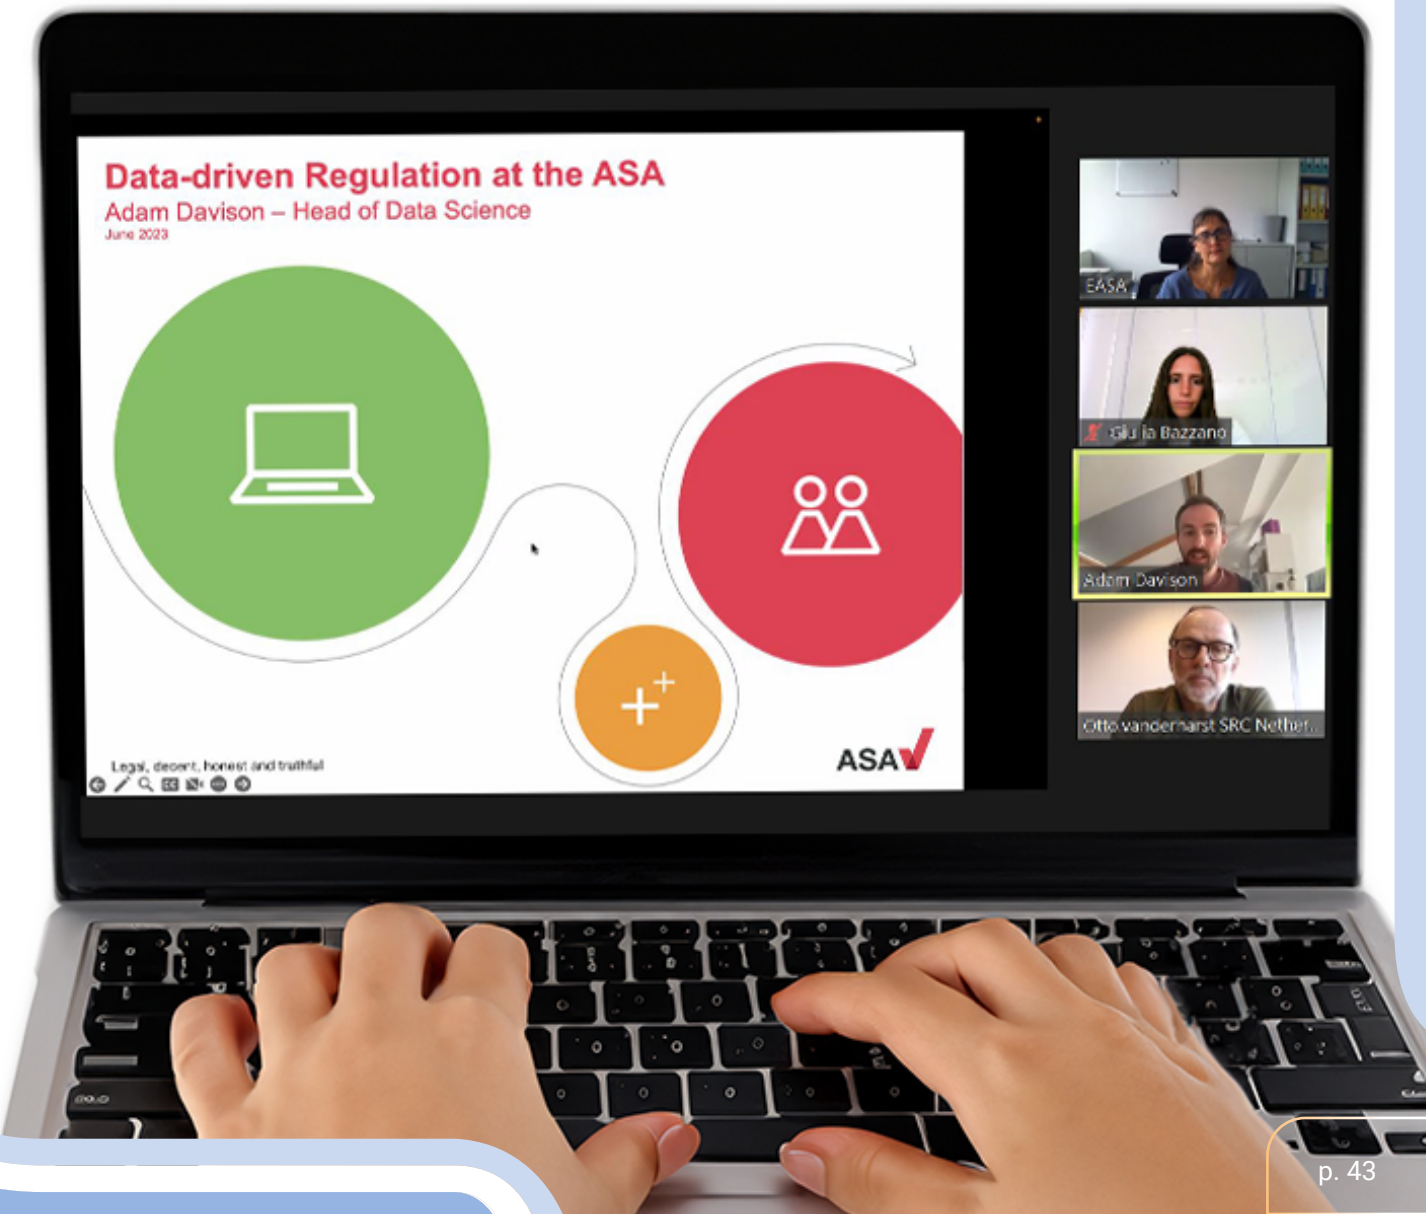 Data-driven Regulation at the ASA
Adam Davison – Head of Data Science
June 2023
Legal, decent, honest and truthful
ASA
EASA
Giulia Bazzano
Adam Davison
Otto vanderharst SRC Nether...
p. 43